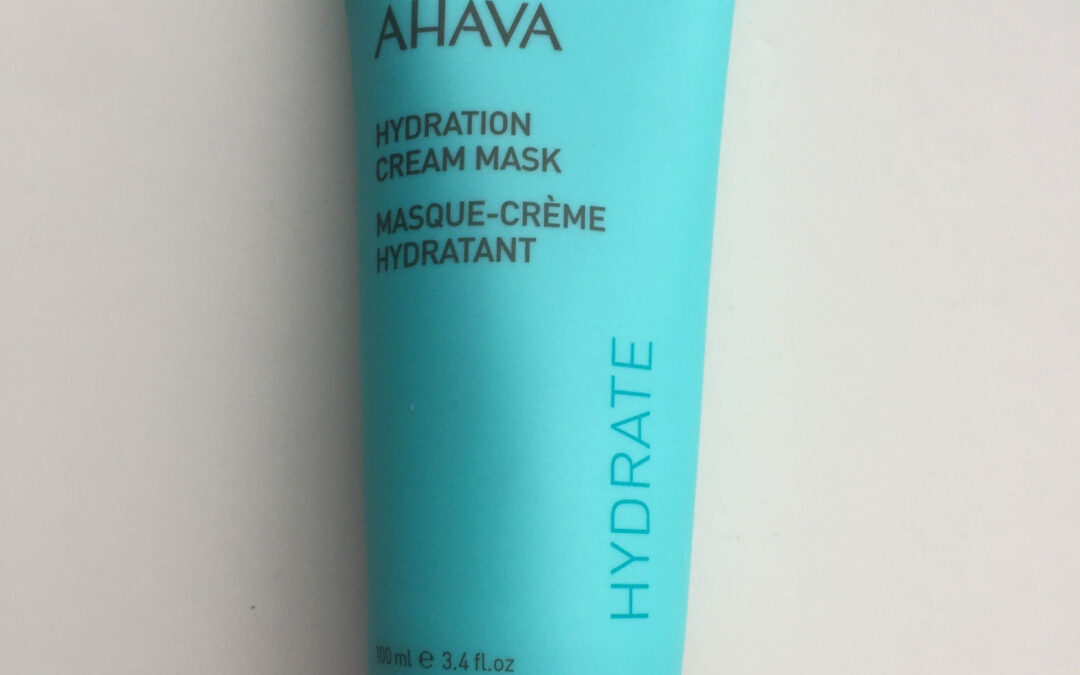 AHAVA
HYDRATION
CREAM MASK
MASQUE-CRÈME
HYDRATANT
HYDRATE
100 ml e 3.4 fl.oz